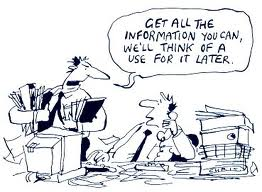 GET ALL THE
INFORMATION YOU CAN,
WE'LL THINK OF A
USE FOR IT LATER.